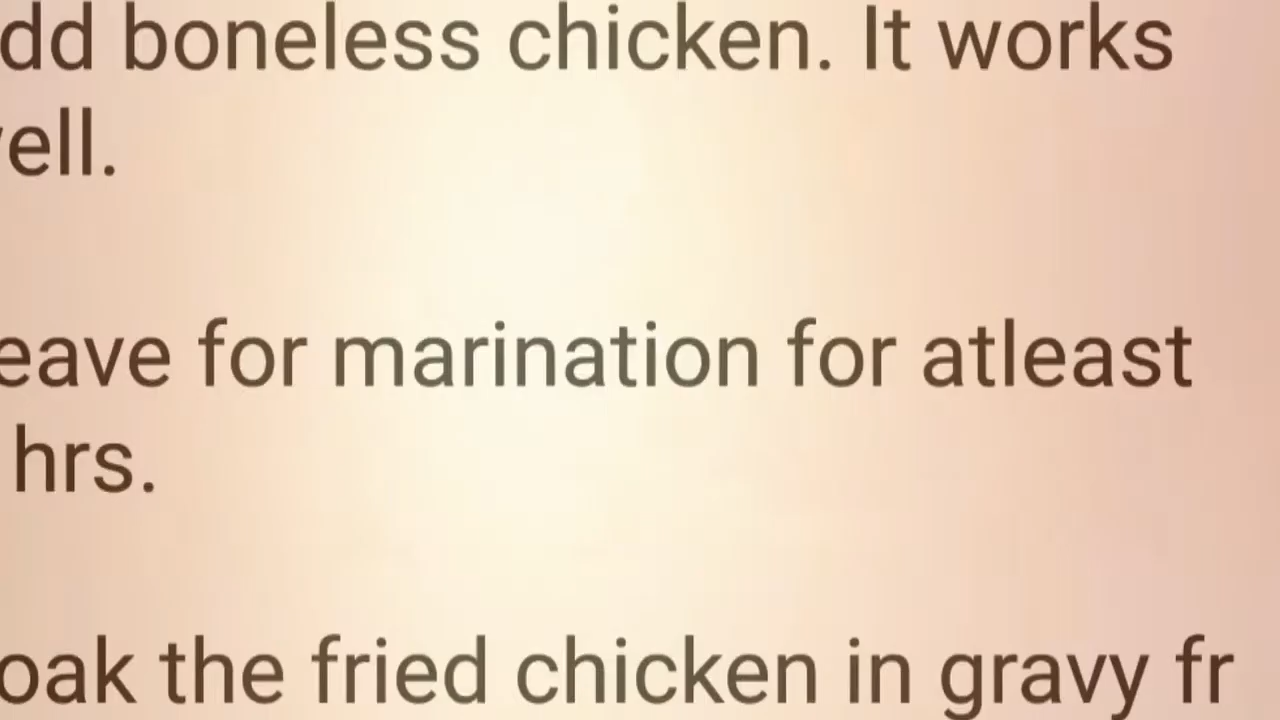 dd boneless chicken. It works
ell.
eave for marination for atleast
hrs.
oak the fried chicken in gravy fr